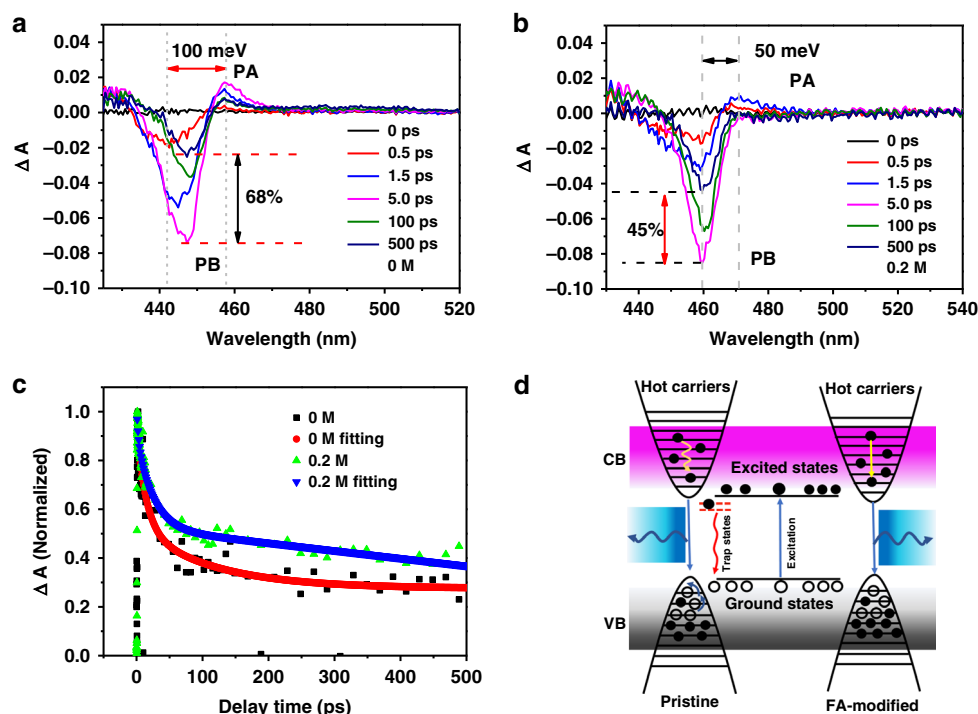 a
0.04
0.02
0.00
–0.02
–0.04
–0.06
–0.08
–0.10
Δ A
100 meV
PA
0 ps
0.5 ps
1.5 ps
5.0 ps
100 ps
500 ps
0 M
68%
PB
440 460 480 500 520
Wavelength (nm)
b
0.04
0.02
0.00
–0.02
–0.04
–0.06
–0.08
–0.10
Δ A
50 meV
PA
0 ps
0.5 ps
1.5 ps
5.0 ps
100 ps
500 ps
0.2 M
45%
PB
440 460 480 500 520 540
Wavelength (nm)
c
1.0
0.8
0.6
0.4
0.2
0.0
Δ A (Normalized)
0 M
0 M fitting
0.2 M
0.2 M fitting
0 100 200 300 400 500
Delay time (ps)
d
Hot carriers
Hot carriers
CB
Excited states
Trap states
Excitation
Ground states
VB
Pristine
FA-modified